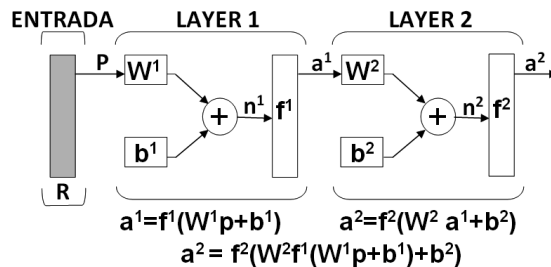 ENTRADA LAYER 1 LAYER 2
P W¹ a¹ W² a²
+ n¹ f¹ + n² f²
b¹ b²
R
a¹=f¹(W¹p+b¹) a²=f²(W² a¹+b²)
a² = f²(W²f¹(W¹p+b¹)+b²)